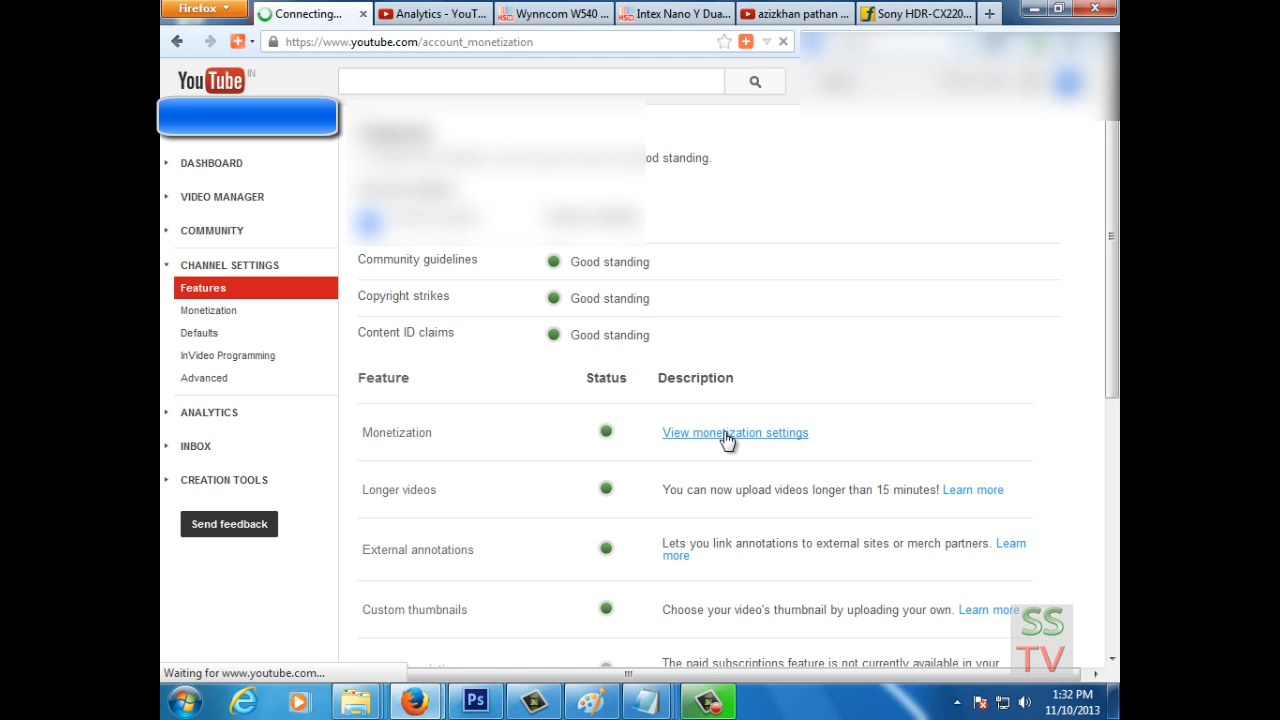 Firefox
Connecting...
Analytics - YouT...
Wynncom W540 ...
Intex Nano Y Dua...
azizkhan pathan ...
Sony HDR-CX220...
https://www.youtube.com/account_monetization
YouTube IN
od standing.
DASHBOARD
VIDEO MANAGER
COMMUNITY
CHANNEL SETTINGS
Features
Monetization
Defaults
InVideo Programming
Advanced
ANALYTICS
INBOX
CREATION TOOLS
Send feedback
Community guidelines Good standing
Copyright strikes Good standing
Content ID claims Good standing
Feature Status Description
Monetization View monetization settings
Longer videos You can now upload videos longer than 15 minutes! Learn more
External annotations Lets you link annotations to external sites or merch partners. Learn
more
Custom thumbnails Choose your video's thumbnail by uploading your own. Learn more
The paid subscriptions feature is not currently available in your
SS
TV
Waiting for www.youtube.com...
Ps
1:32 PM
11/10/2013